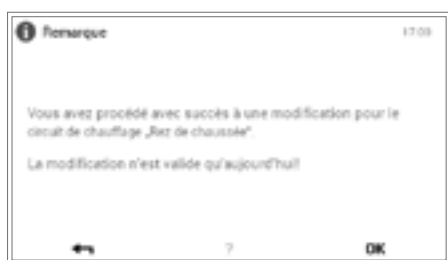 Remarque
17:03
Vous avez procédé avec succès à une modification pour le
circuit de chauffage „Rez de chaussée".
La modification n'est valide qu'aujourd'hui!
?
OK